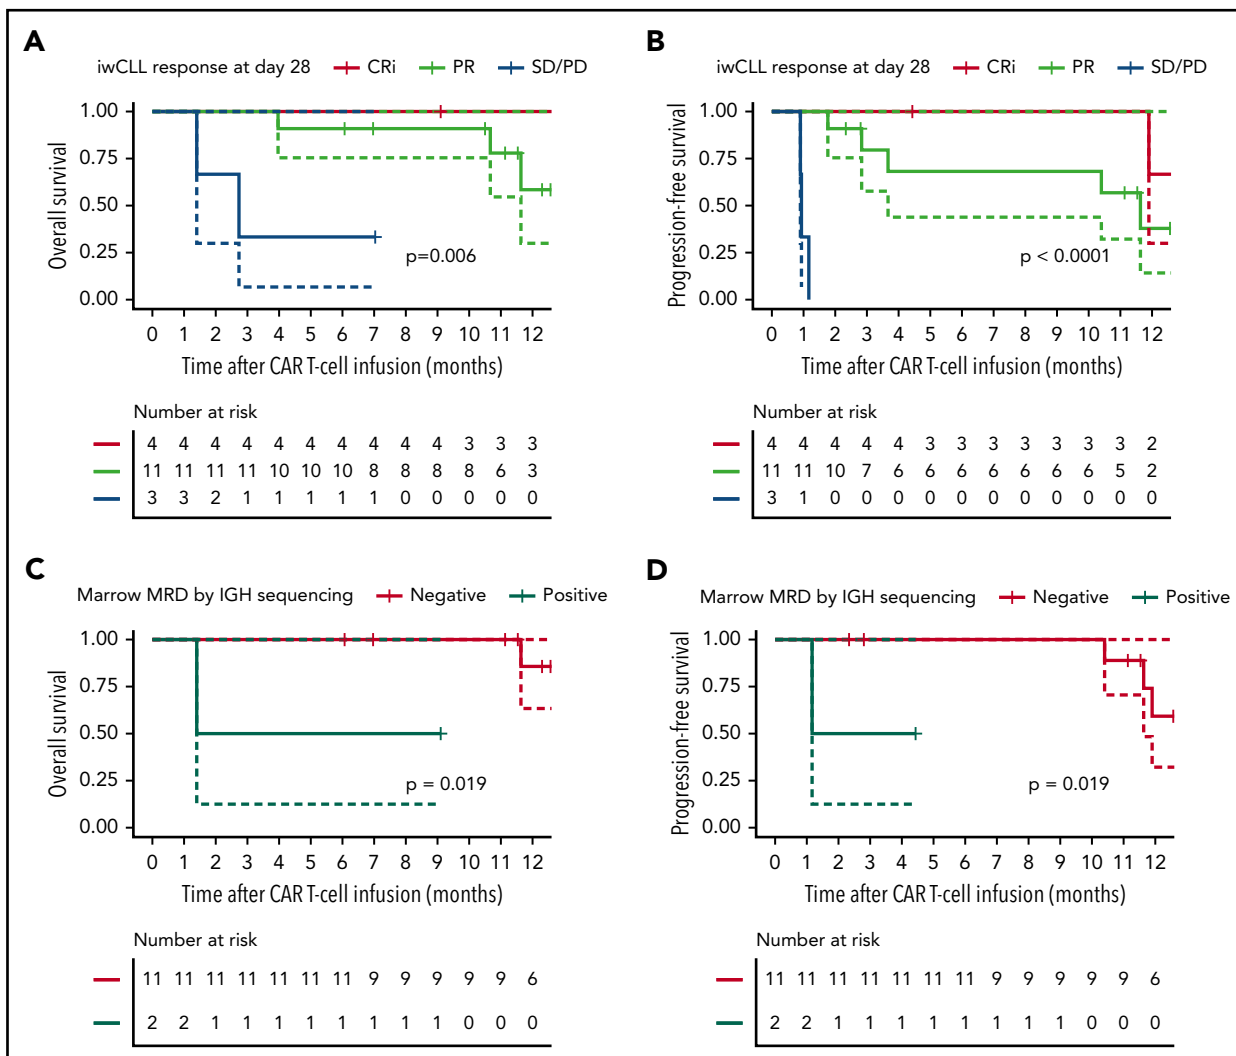 A
iwCLL response at day 28 CRi PR SD/PD
1.00
0.75
0.50
0.25
0.00
Overall survival
p=0.006
0 1 2 3 4 5 6 7 8 9 10 11 12
Time after CAR T-cell infusion (months)
Number at risk
4 4 4 4 4 4 4 4 4 4 3 3 3
11 11 11 11 10 10 10 8 8 8 8 6 3
3 3 2 1 1 1 1 1 0 0 0 0 0
B
iwCLL response at day 28 CRi PR SD/PD
1.00
0.75
0.50
0.25
0.00
Progression-free survival
p < 0.0001
0 1 2 3 4 5 6 7 8 9 10 11 12
Time after CAR T-cell infusion (months)
Number at risk
4 4 4 4 4 3 3 3 3 3 3 3 2
11 11 10 7 6 6 6 6 6 6 6 5 2
3 1 0 0 0 0 0 0 0 0 0 0 0
C
Marrow MRD by IGH sequencing Negative Positive
1.00
0.75
0.50
0.25
0.00
Overall survival
p = 0.019
0 1 2 3 4 5 6 7 8 9 10 11 12
Time after CAR T-cell infusion (months)
Number at risk
11 11 11 11 11 11 11 9 9 9 9 9 6
2 2 1 1 1 1 1 1 1 1 0 0 0
D
Marrow MRD by IGH sequencing Negative Positive
1.00
0.75
0.50
0.25
0.00
Progression-free survival
p = 0.019
0 1 2 3 4 5 6 7 8 9 10 11 12
Time after CAR T-cell infusion (months)
Number at risk
11 11 11 11 11 11 11 9 9 9 9 9 6
2 2 1 1 1 1 1 1 1 1 0 0 0